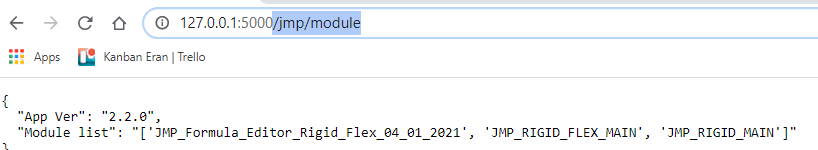 127.0.0.1:5000/jmp/module
Apps Kanban Eran | Trello
{
"App Ver": "2.2.0",
"Module list": "['JMP_Formula_Editor_Rigid_Flex_04_01_2021', 'JMP_RIGID_FLEX_MAIN', 'JMP_RIGID_MAIN']"
}